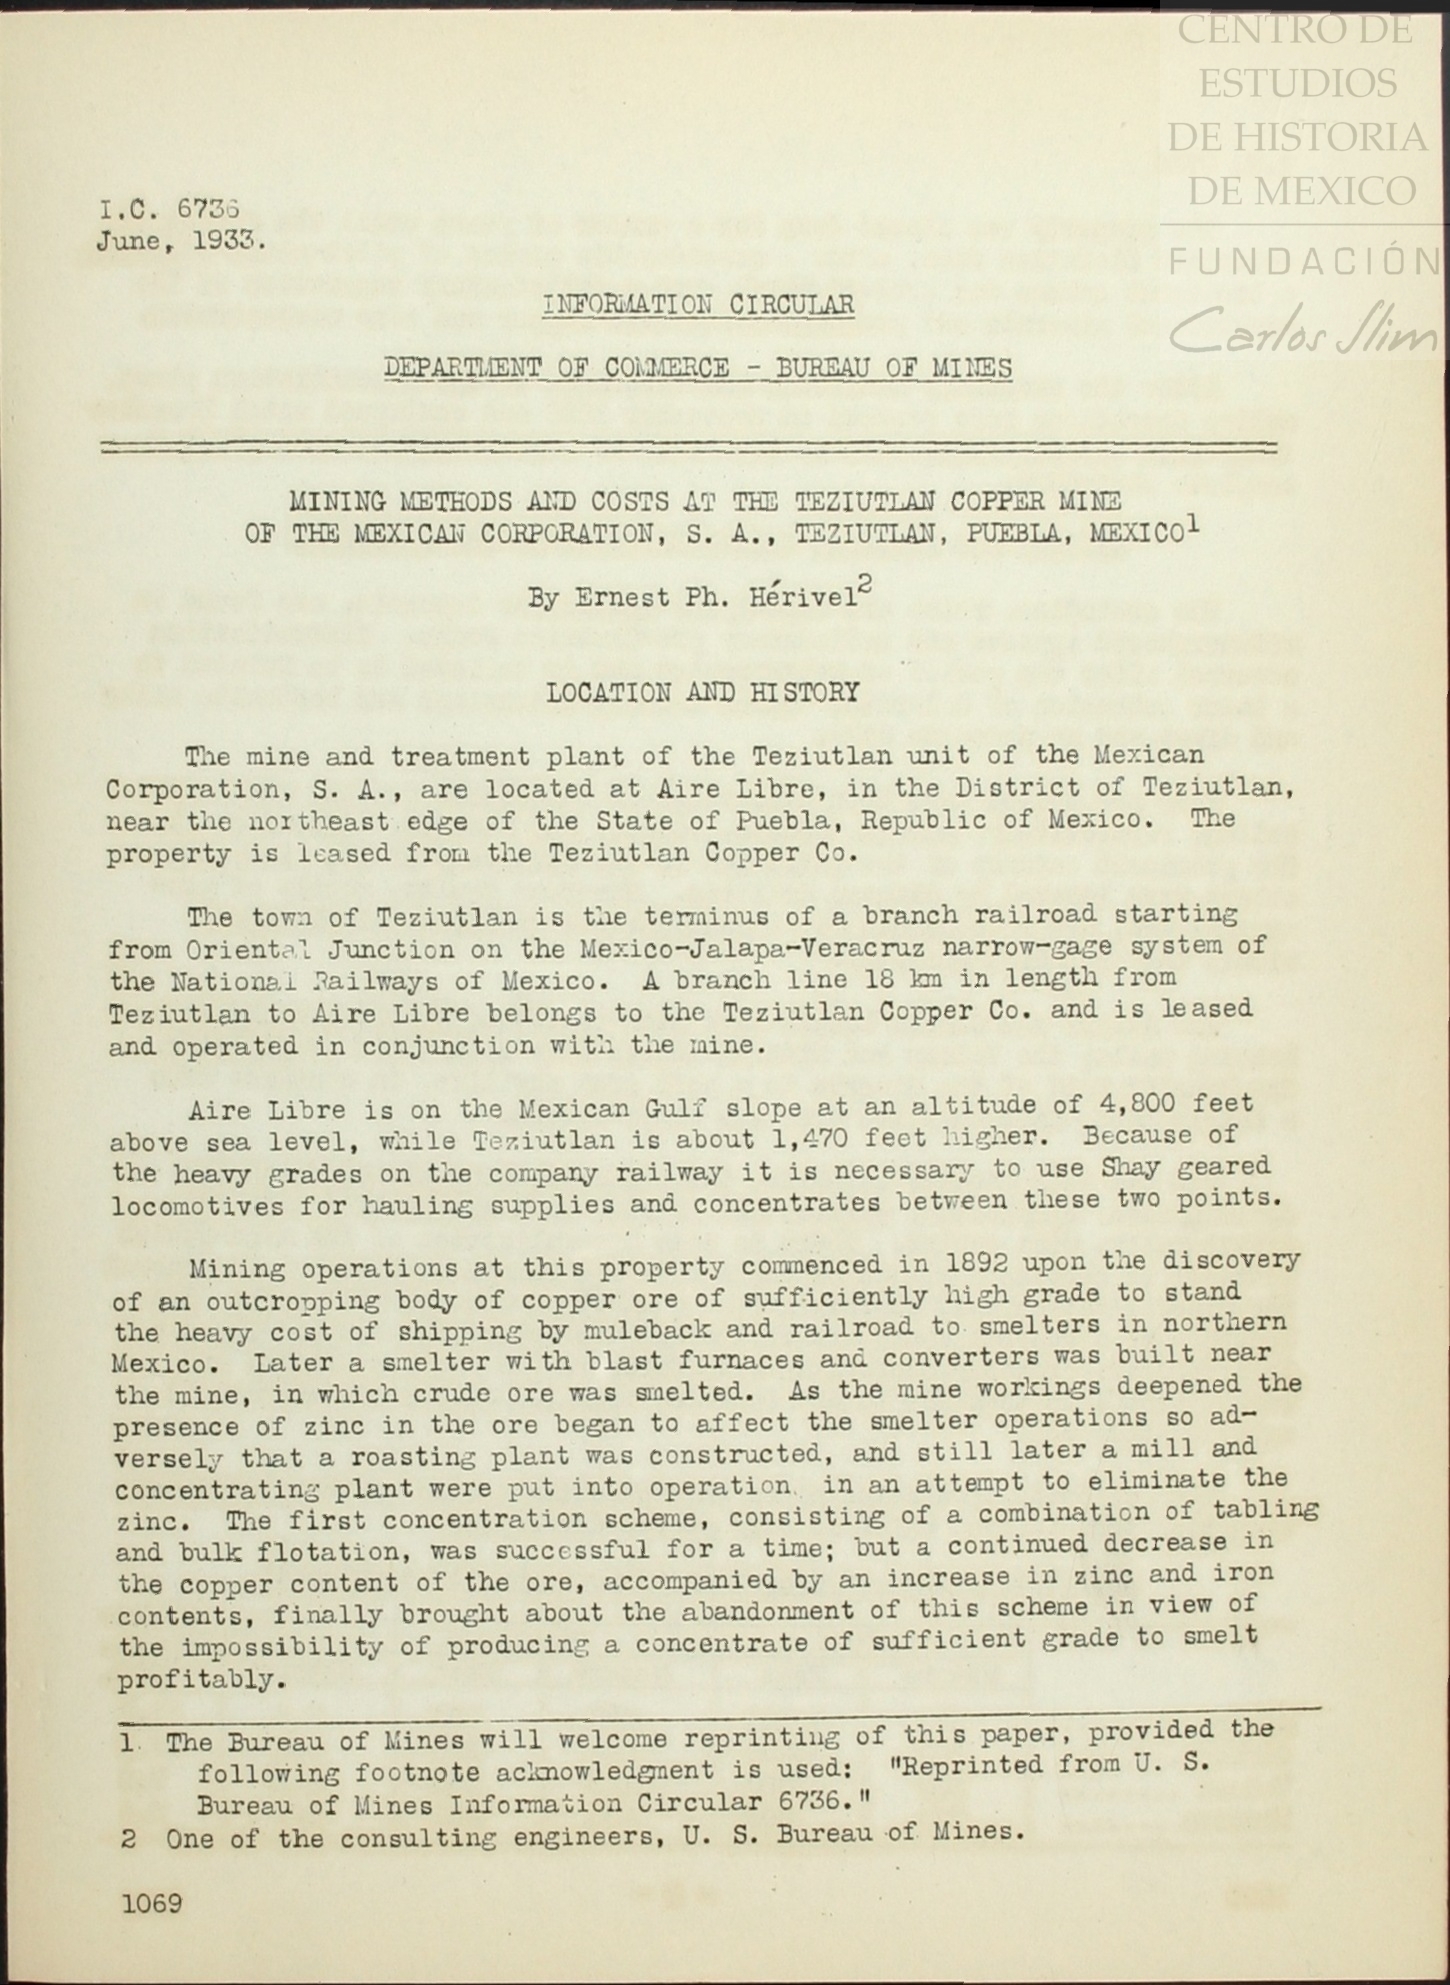 CENTRO DE
ESTUDIOS
DE HISTORIA
DE MEXICO
FUNDACIÓN
Carlos Slim
I.C. 6736
June, 1933.
INFORMATION CIRCULAR
DEPARTMENT OF COMMERCE - BUREAU OF MINES
MINING METHODS AND COSTS AT THE TEZIUTLAN COPPER MINE
OF THE MEXICAN CORPORATION, S. A., TEZIUTLAN, PUEBLA, MEXICO1
By Ernest Ph. Hérivel2
LOCATION AND HISTORY
The mine and treatment plant of the Teziutlan unit of the Mexican
Corporation, S. A., are located at Aire Libre, in the District of Teziutlan,
near the northeast edge of the State of Puebla, Republic of Mexico. The
property is leased from the Teziutlan Copper Co.
The town of Teziutlan is the terminus of a branch railroad starting
from Oriental Junction on the Mexico-Jalapa-Veracruz narrow-gage system of
the National Railways of Mexico. A branch line 18 km in length from
Teziutlan to Aire Libre belongs to the Teziutlan Copper Co. and is leased
and operated in conjunction with the mine.
Aire Libre is on the Mexican Gulf slope at an altitude of 4,800 feet
above sea level, while Teziutlan is about 1,470 feet higher. Because of
the heavy grades on the company railway it is necessary to use Shay geared
locomotives for hauling supplies and concentrates between these two points.
Mining operations at this property commenced in 1892 upon the discovery
of an outcropping body of copper ore of sufficiently high grade to stand
the heavy cost of shipping by muleback and railroad to smelters in northern
Mexico. Later a smelter with blast furnaces and converters was built near
the mine, in which crude ore was smelted. As the mine workings deepened the
presence of zinc in the ore began to affect the smelter operations so ad-
versely that a roasting plant was constructed, and still later a mill and
concentrating plant were put into operation in an attempt to eliminate the
zinc. The first concentration scheme, consisting of a combination of tabling
and bulk flotation, was successful for a time; but a continued decrease in
the copper content of the ore, accompanied by an increase in zinc and iron
contents, finally brought about the abandonment of this scheme in view of
the impossibility of producing a concentrate of sufficient grade to smelt
profitably.
1 The Bureau of Mines will welcome reprinting of this paper, provided the
following footnote acknowledgment is used: "Reprinted from U. S.
Bureau of Mines Information Circular 6736."
2 One of the consulting engineers, U. S. Bureau of Mines.
1069